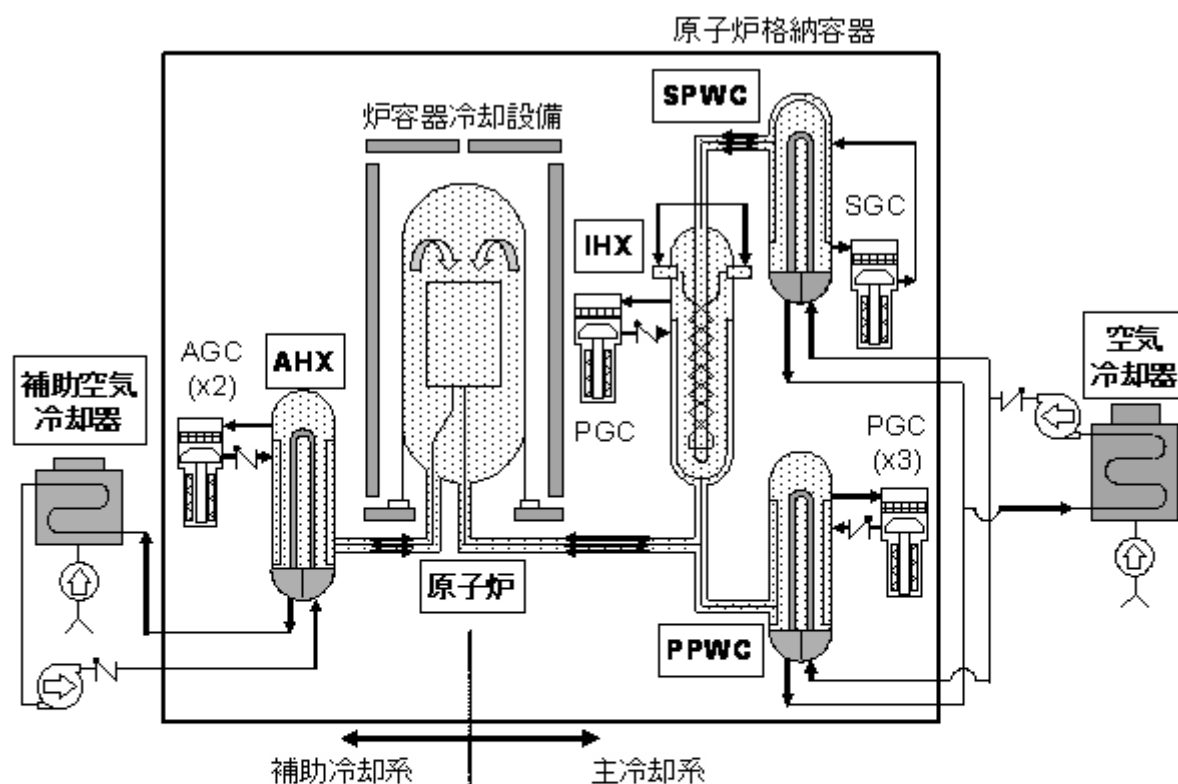 原子炉格納容器
SPWC
炉容器冷却設備
SGC
IHX
空気
冷却器
AGC
(x2)
AHX
補助空気
冷却器
PGC
PGC
(x3)
原子炉
PPWC
補助冷却系
主冷却系